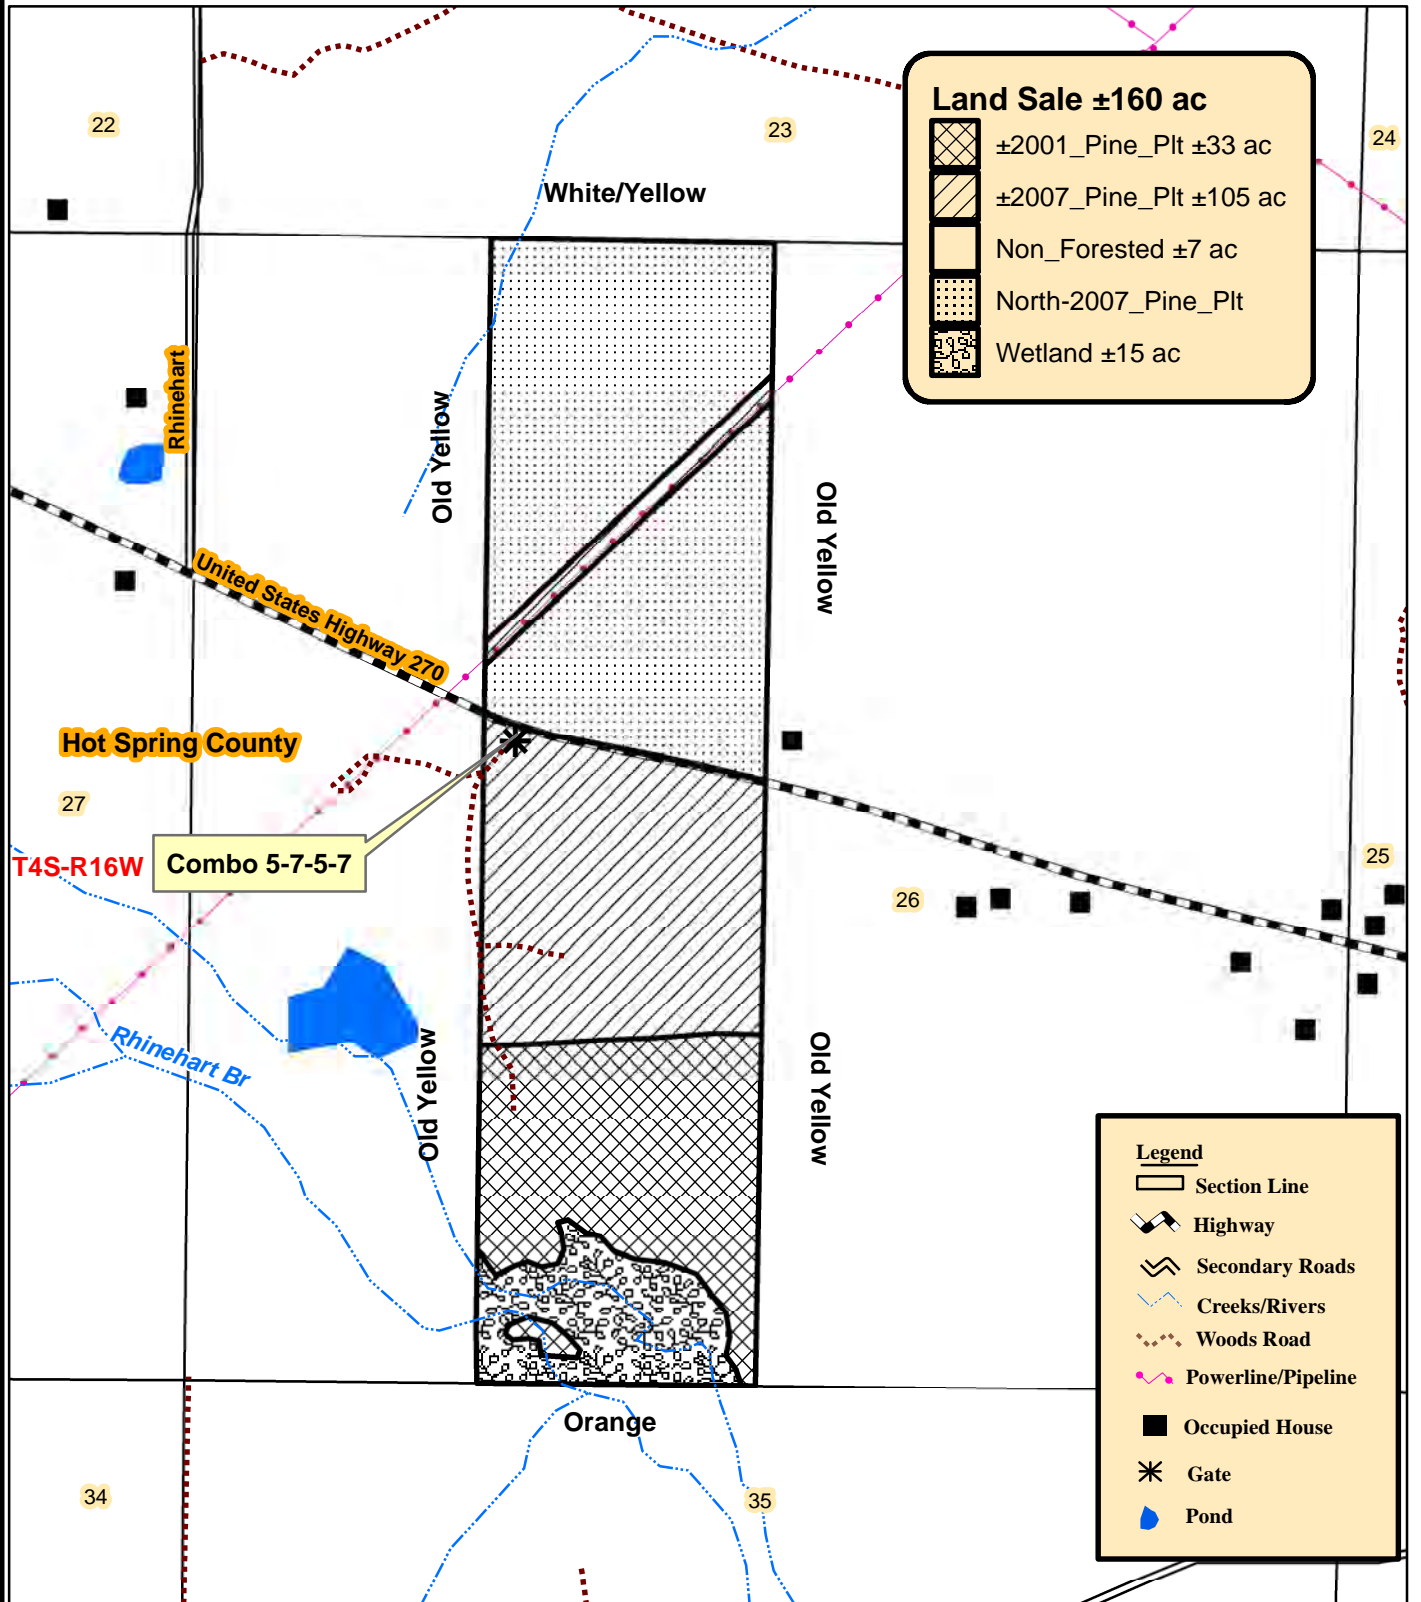 22
23
24
Land Sale ±160 ac
±2001_Pine_Plt ±33 ac
±2007_Pine_Plt ±105 ac
Non_Forested ±7 ac
North-2007_Pine_Plt
Wetland ±15 ac
White/Yellow
Rhinehart
Old Yellow
Old Yellow
United States Highway 270
Hot Spring County
27
T4S-R16W
Combo 5-7-5-7
26
25
Rhinehart Br
Old Yellow
Old Yellow
Legend
Section Line
Highway
Secondary Roads
Creeks/Rivers
Woods Road
Powerline/Pipeline
Occupied House
Gate
Pond
Orange
34
35